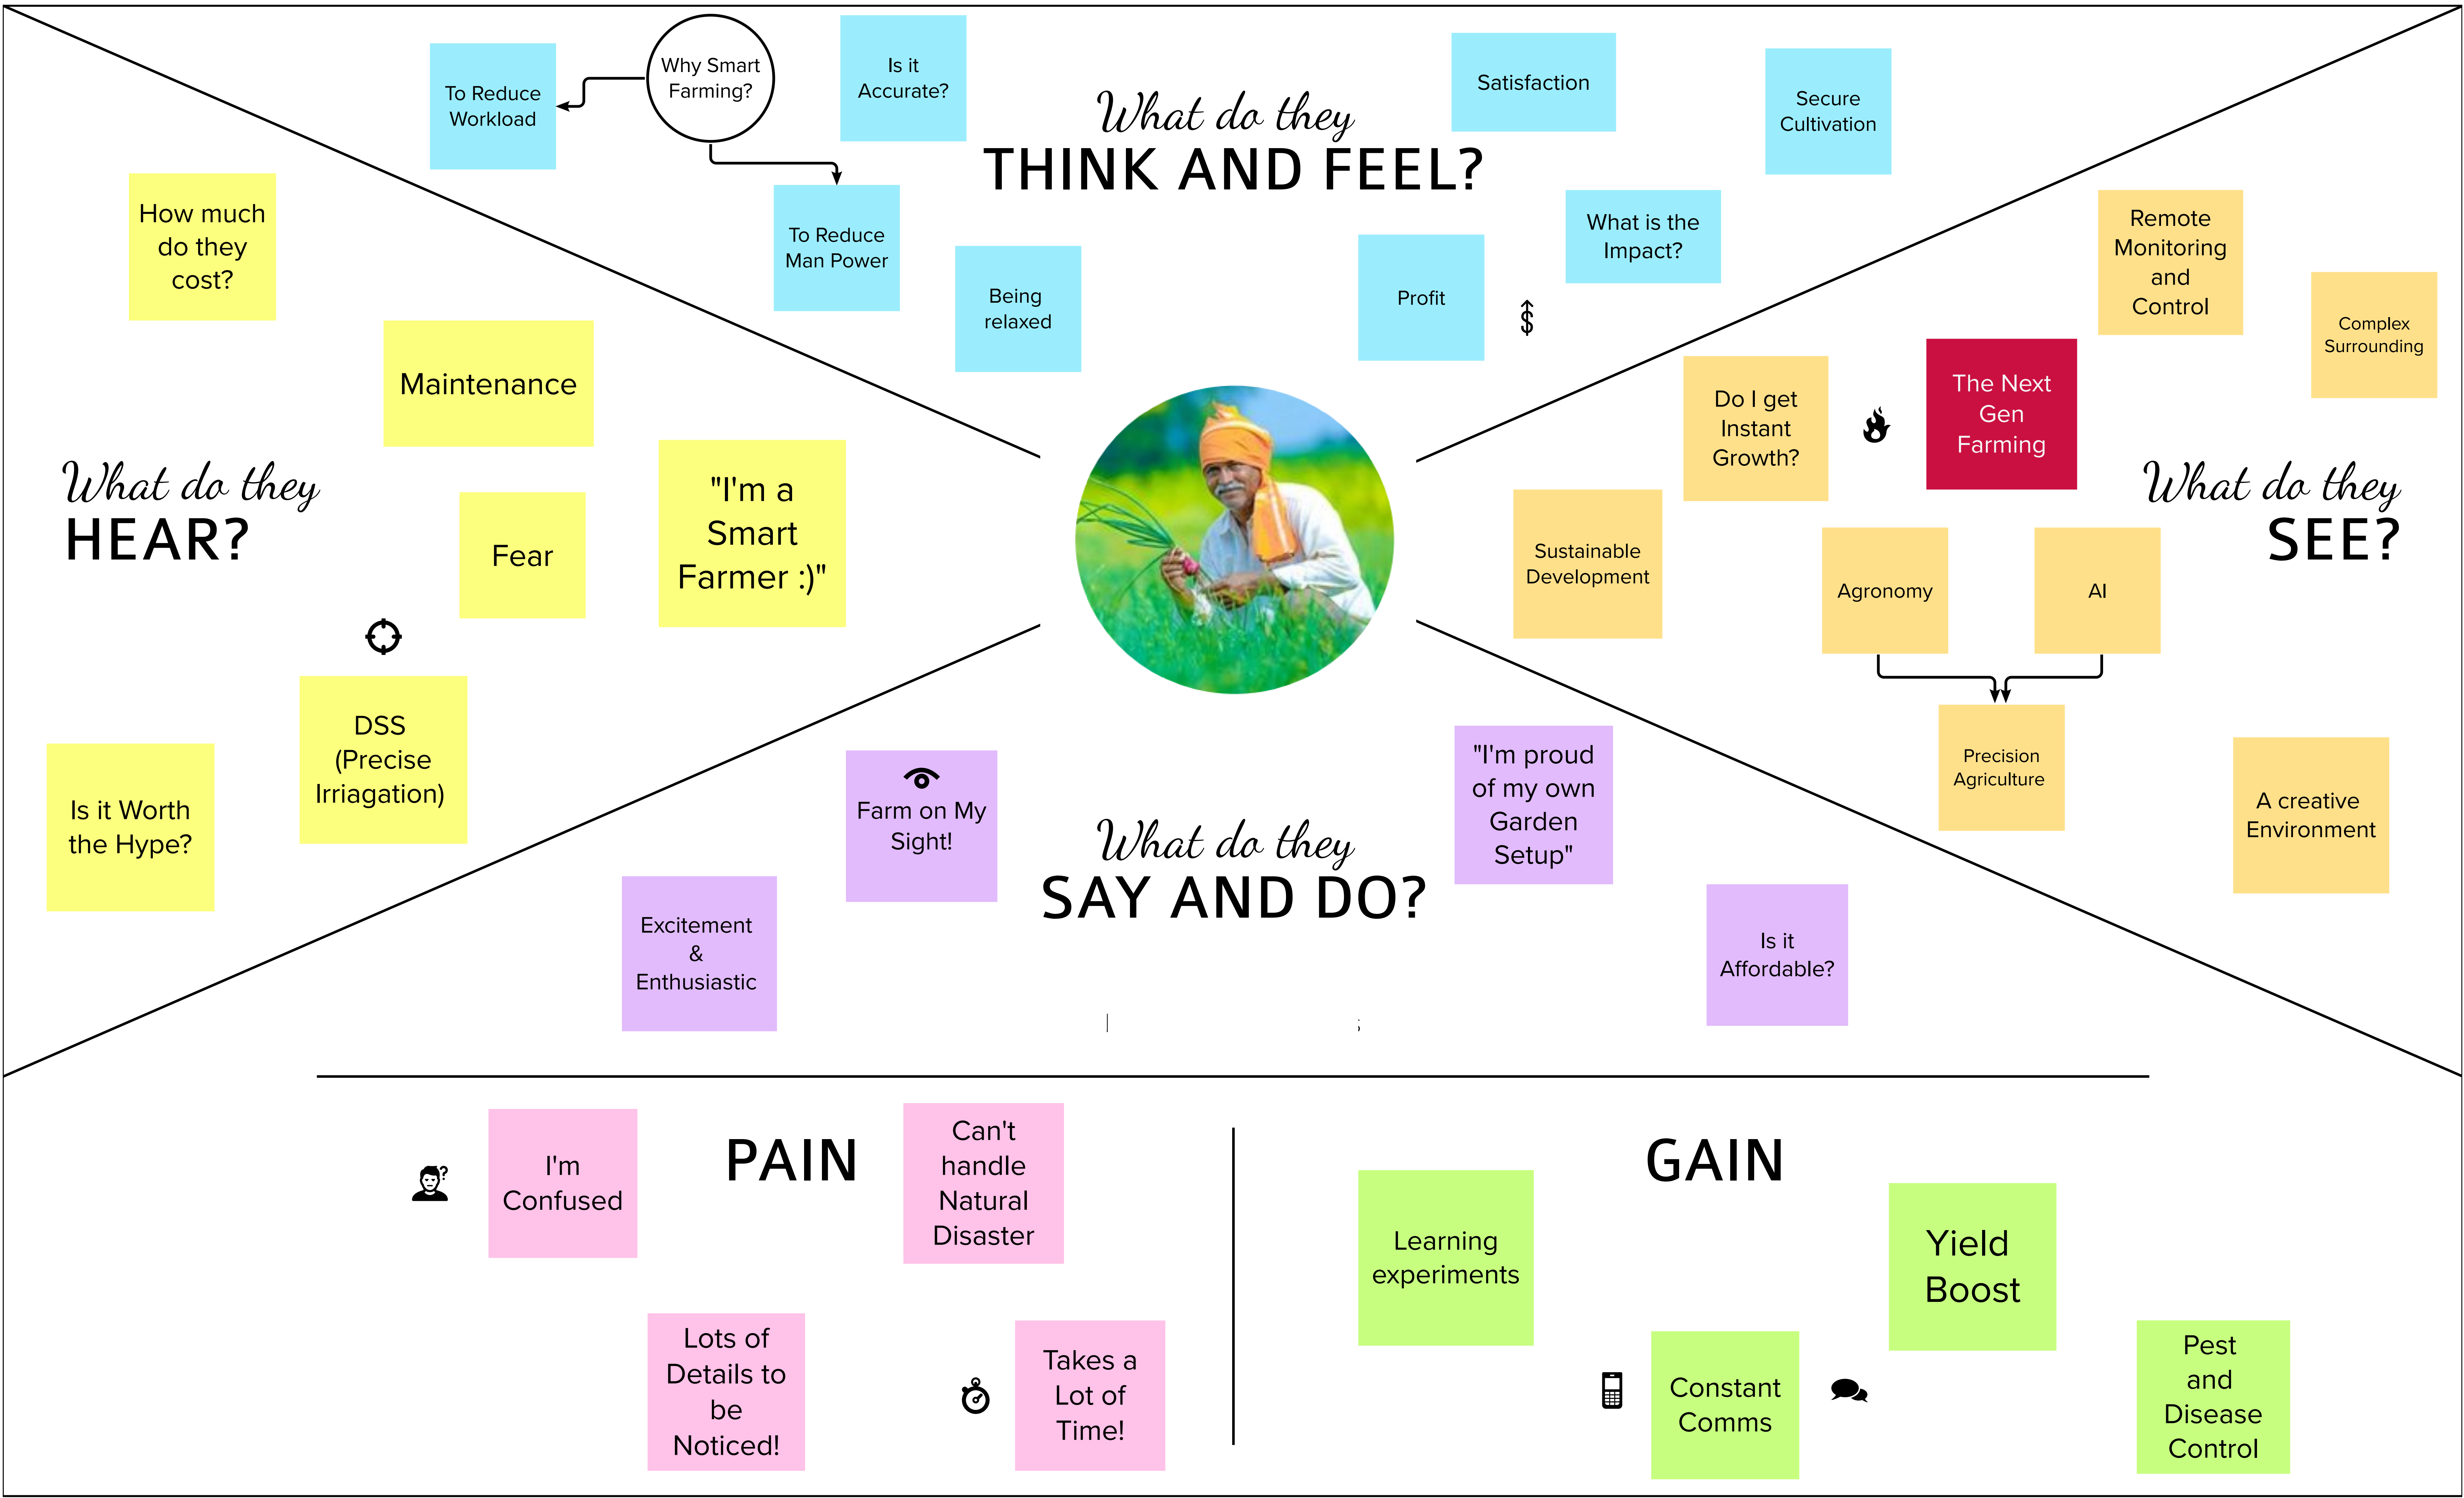 Why Smart
Farming?
To Reduce
Workload
Is it
Accurate?
To Reduce
Man Power
Being
relaxed
What do they
THINK AND FEEL?
Satisfaction
Secure
Cultivation
What is the
Impact?
Profit
How much
do they
cost?
Maintenance
What do they
HEAR?
Fear
"I'm a
Smart
Farmer :)"
DSS
(Precise
Irriagation)
Is it Worth
the Hype?
Remote
Monitoring
and
Control
Complex
Surrounding
Do I get
Instant
Growth?
The Next
Gen
Farming
What do they
SEE?
Sustainable
Development
Agronomy
AI
Precision
Agriculture
A creative
Environment
Farm on My
Sight!
What do they
SAY AND DO?
"I'm proud
of my own
Garden
Setup"
Excitement
&
Enthusiastic
Is it
Affordable?
PAIN
I'm
Confused
Can't
handle
Natural
Disaster
Lots of
Details to
be
Noticed!
Takes a
Lot of
Time!
GAIN
Learning
experiments
Yield
Boost
Constant
Comms
Pest
and
Disease
Control